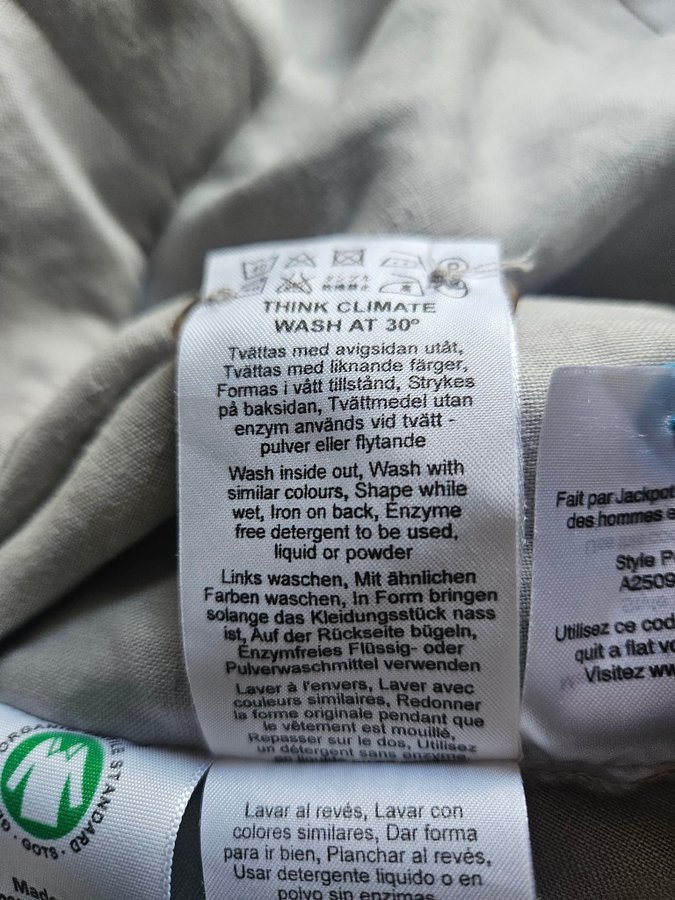 THINK CLIMATE
WASH AT 30°
Tvättas med avigsidan utåt,
Tvättas med liknande färger,
Formas i vått tillstånd, Strykes
på baksidan, Tvättmedel utan
enzym används vid tvätt -
pulver eller flytande
Wash inside out, Wash with
similar colours, Shape while
wet, Iron on back, Enzyme
free detergent to be used,
liquid or powder
Links waschen, Mit ähnlichen
Farben waschen, In Form bringen
solange das Kleidungsstück nass
ist, Auf der Rückseite bügeln,
Enzymfreies Flüssig- oder
Pulverwaschmittel verwenden
Laver à l'envers, Laver avec
couleurs similaires, Redonner
la forme originale pendant que
le vêtement est mouillé,
Repasser sur le dos, Utilisez
un détergent sans enzyme,
Lavar al revés, Lavar con
colores similares, Dar forma
para ir bien, Planchar al revés,
Usar detergente líquido o en
polvo sin enzimas
Fait par Jackpot
des hommes e
Style P
A2509
Utilisez ce cod
quit a flat v
Visitez ww
STANDARD
GOTS
Made